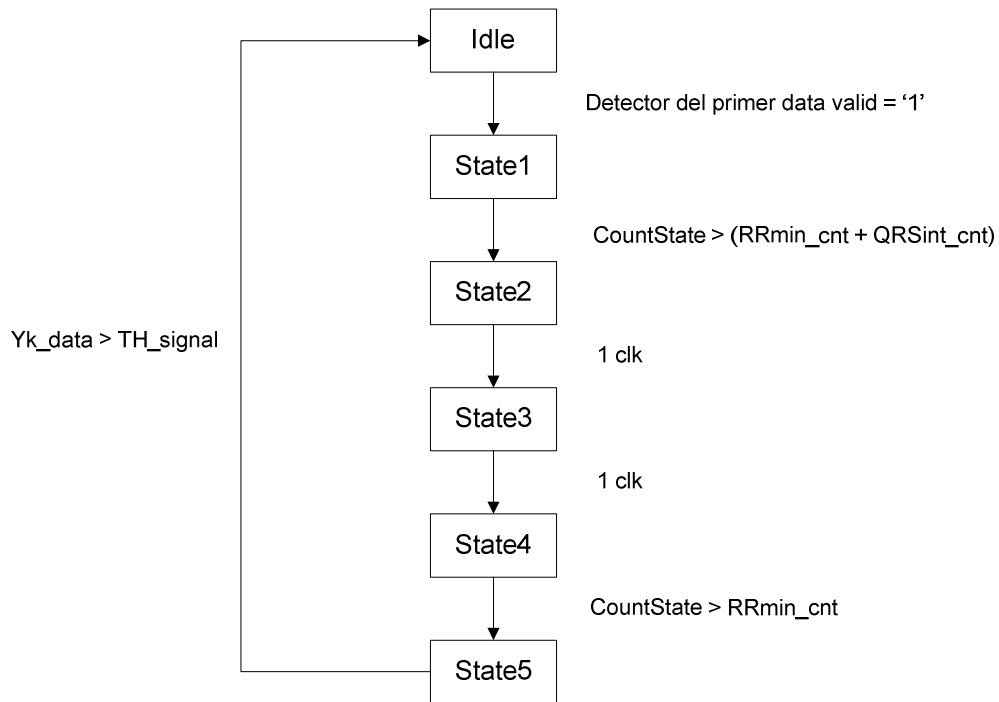 Idle
Detector del primer data valid = ‘1’
State1
CountState > (RRmin_cnt + QRSint_cnt)
State2
Yk_data > TH_signal
1 clk
State3
1 clk
State4
CountState > RRmin_cnt
State5